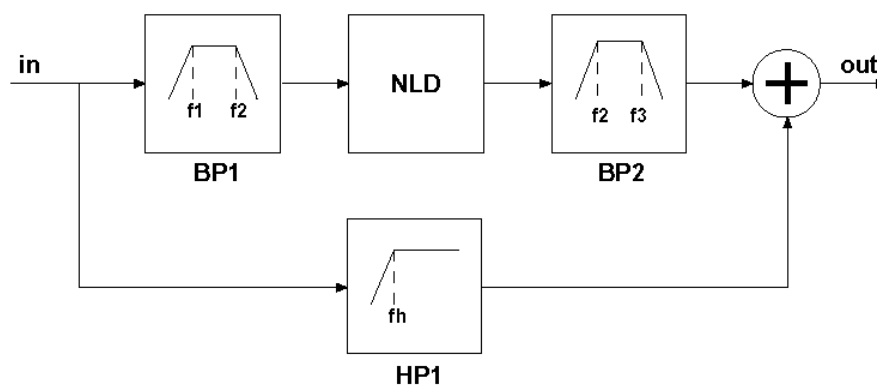 in
f1 f2
BP1
NLD
f2 f3
BP2
+
out
fh
HP1